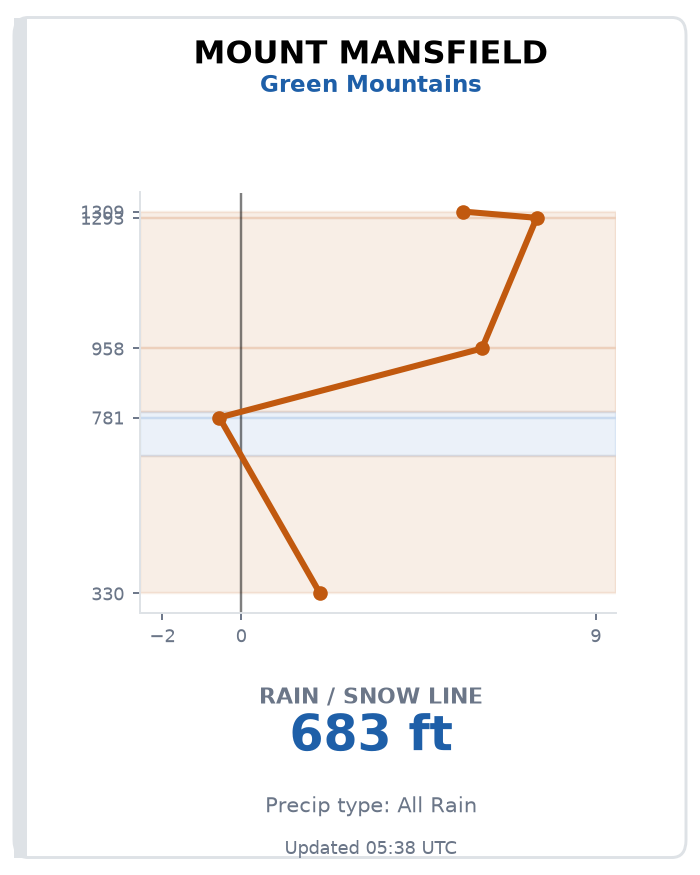 MOUNT MANSFIELD
Green Mountains
1309
1293
958
781
330
−2 0 9
RAIN / SNOW LINE
683 ft
Precip type: All Rain
Updated 05:38 UTC